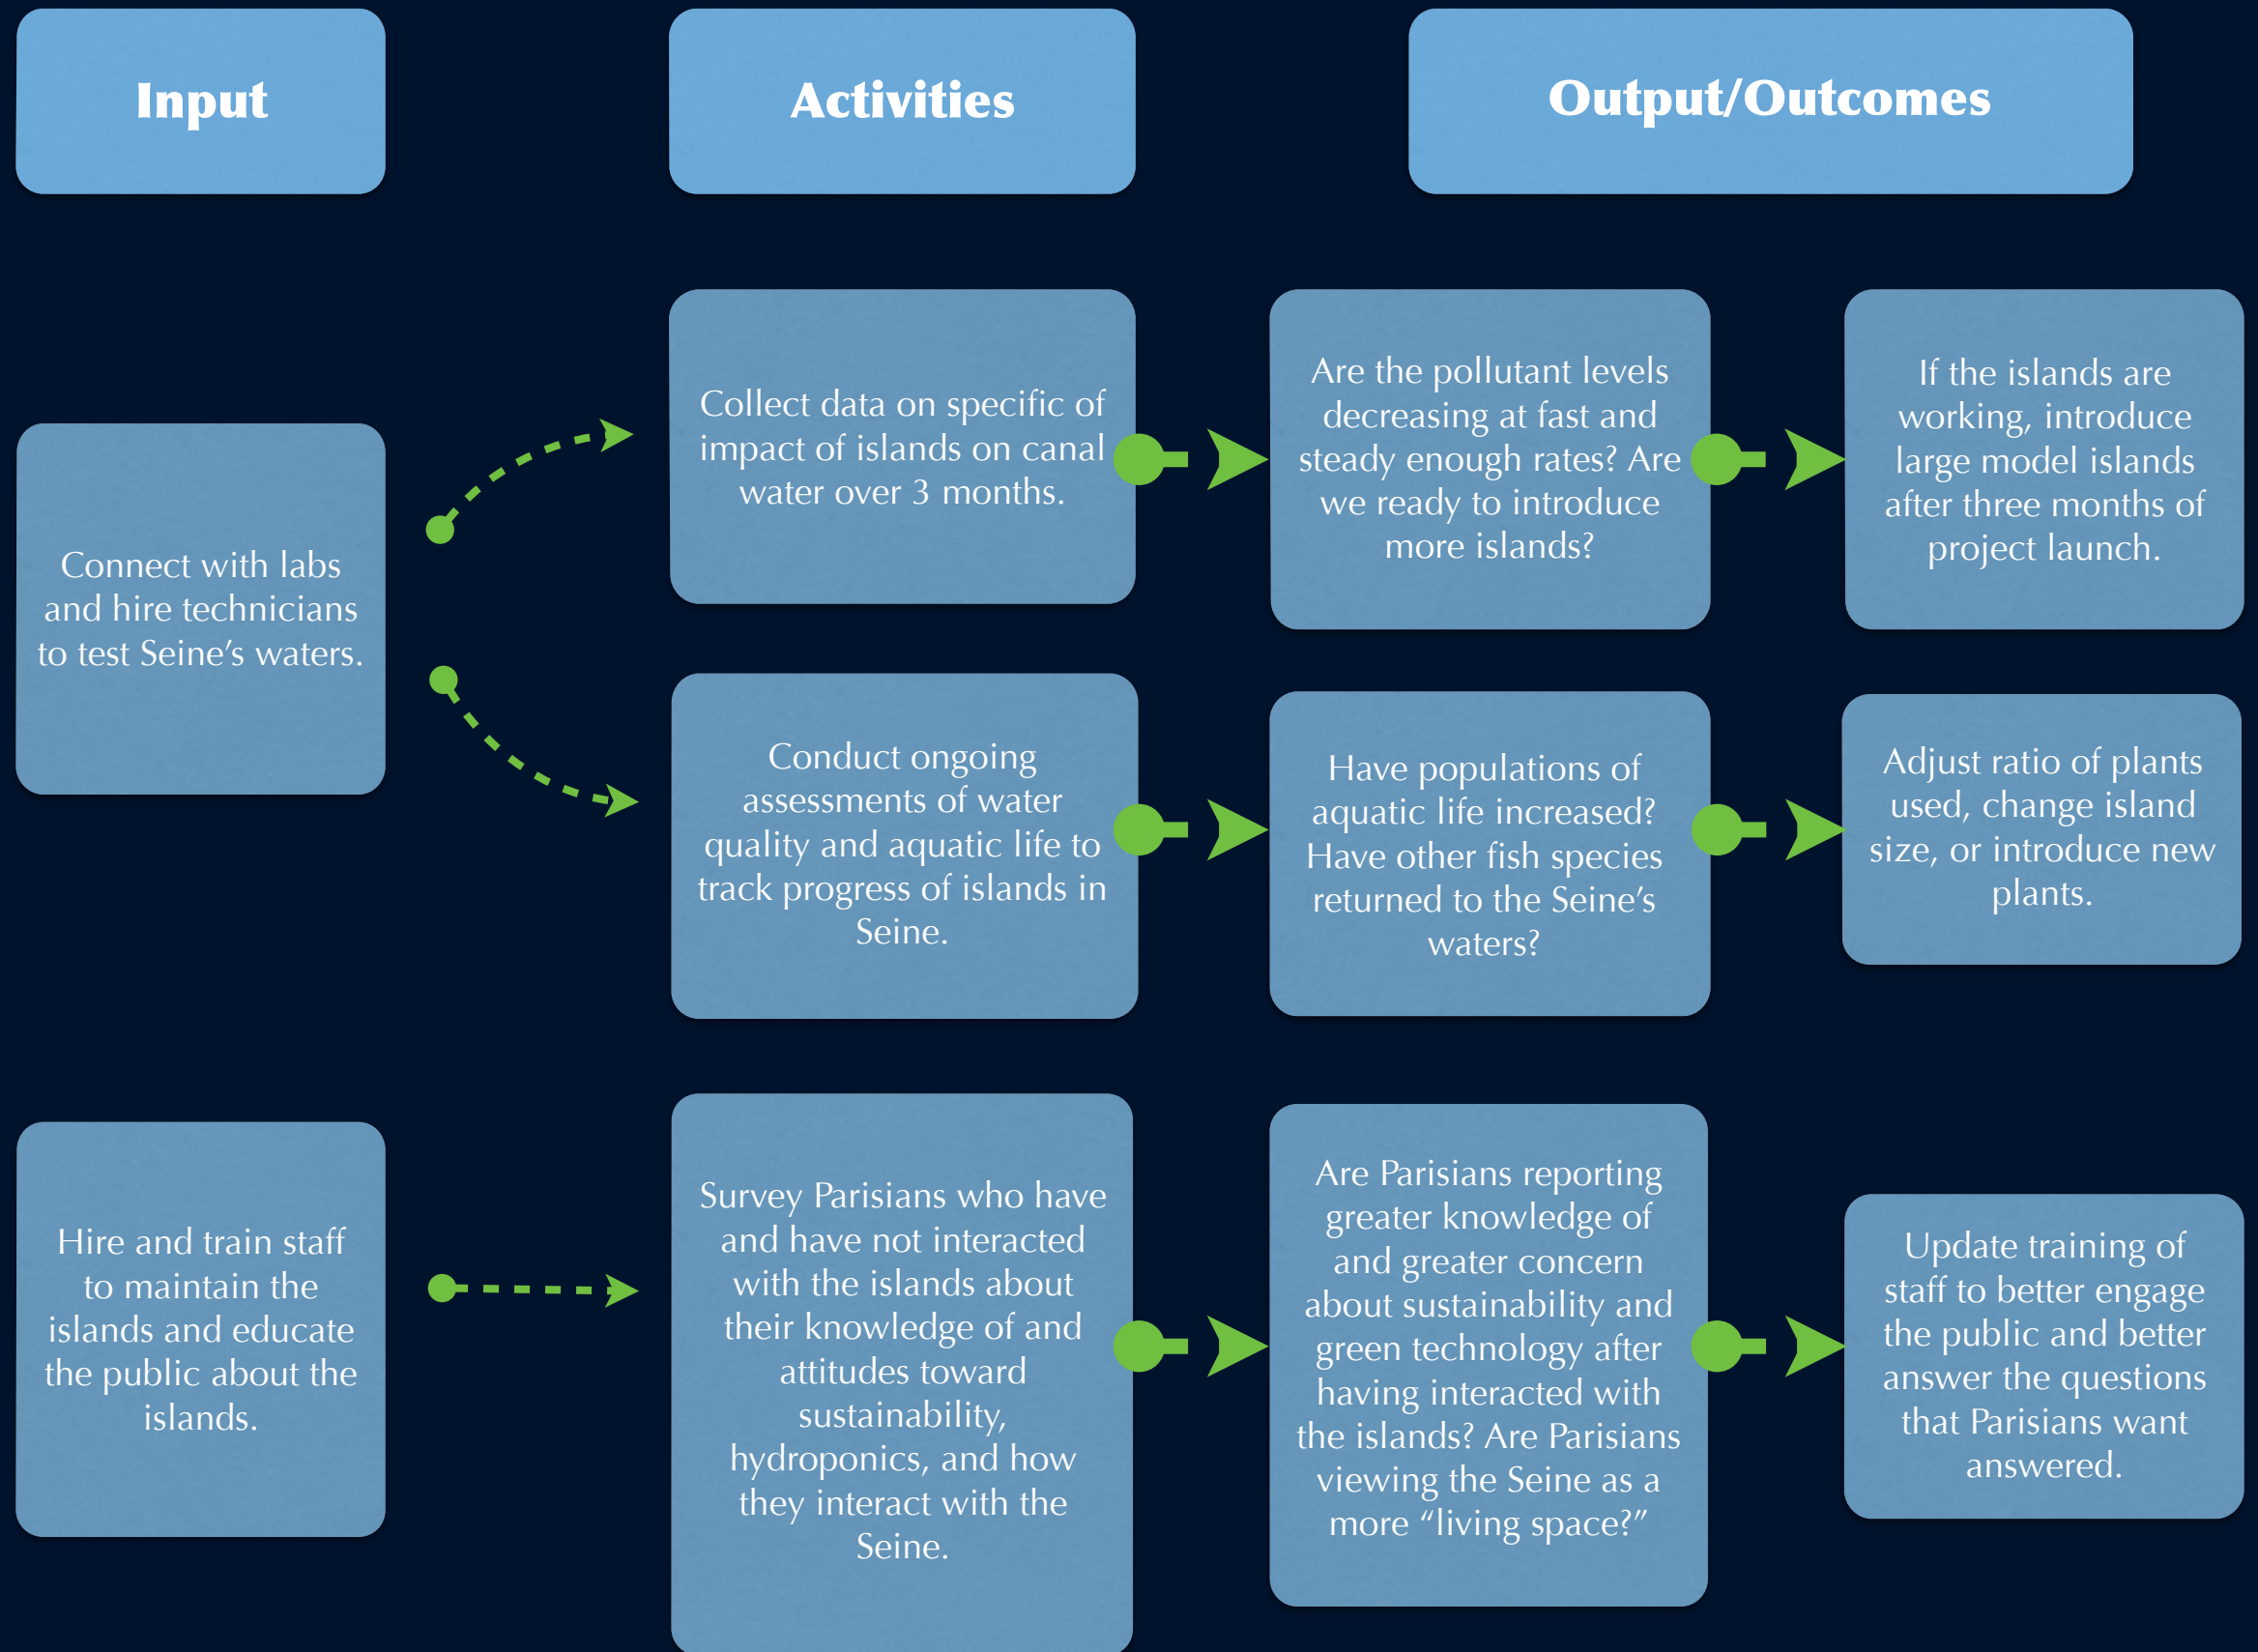 Input
Activities
Output/Outcomes
Connect with labs
and hire technicians
to test Seine’s waters.
Collect data on specific of
impact of islands on canal
water over 3 months.
Are the pollutant levels
decreasing at fast and
steady enough rates? Are
we ready to introduce
more islands?
If the islands are
working, introduce
large model islands
after three months of
project launch.
Conduct ongoing
assessments of water
quality and aquatic life to
track progress of islands in
Seine.
Have populations of
aquatic life increased?
Have other fish species
returned to the Seine’s
waters?
Adjust ratio of plants
used, change island
size, or introduce new
plants.
Hire and train staff
to maintain the
islands and educate
the public about the
islands.
Survey Parisians who have
and have not interacted
with the islands about
their knowledge of and
attitudes toward
sustainability,
hydroponics, and how
they interact with the
Seine.
Are Parisians reporting
greater knowledge of
and greater concern
about sustainability and
green technology after
having interacted with
the islands? Are Parisians
viewing the Seine as a
more “living space?”
Update training of
staff to better engage
the public and better
answer the questions
that Parisians want
answered.